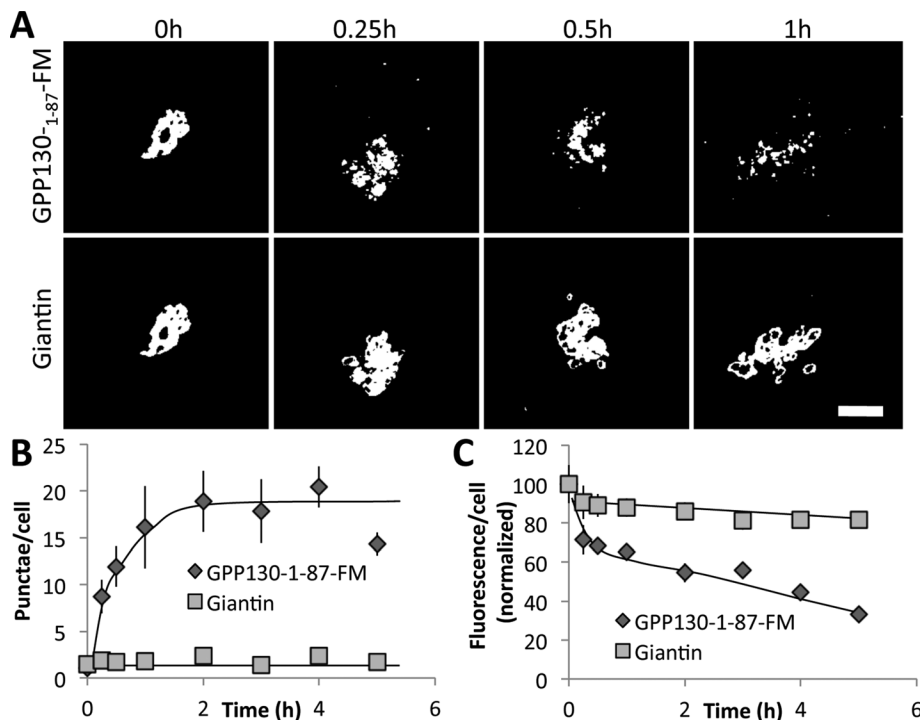 A
0h 0.25h 0.5h 1h
GPP130-1-87-FM
Giantin
B
25
20
15
10
5
0
Punctae/cell
GPP130-1-87-FM
Giantin
0 2 4 6
Time (h)
C
120
100
80
60
40
20
0
Fluorescence/cell
(normalized)
GPP130-1-87-FM
Giantin
0 2 4 6
Time (h)